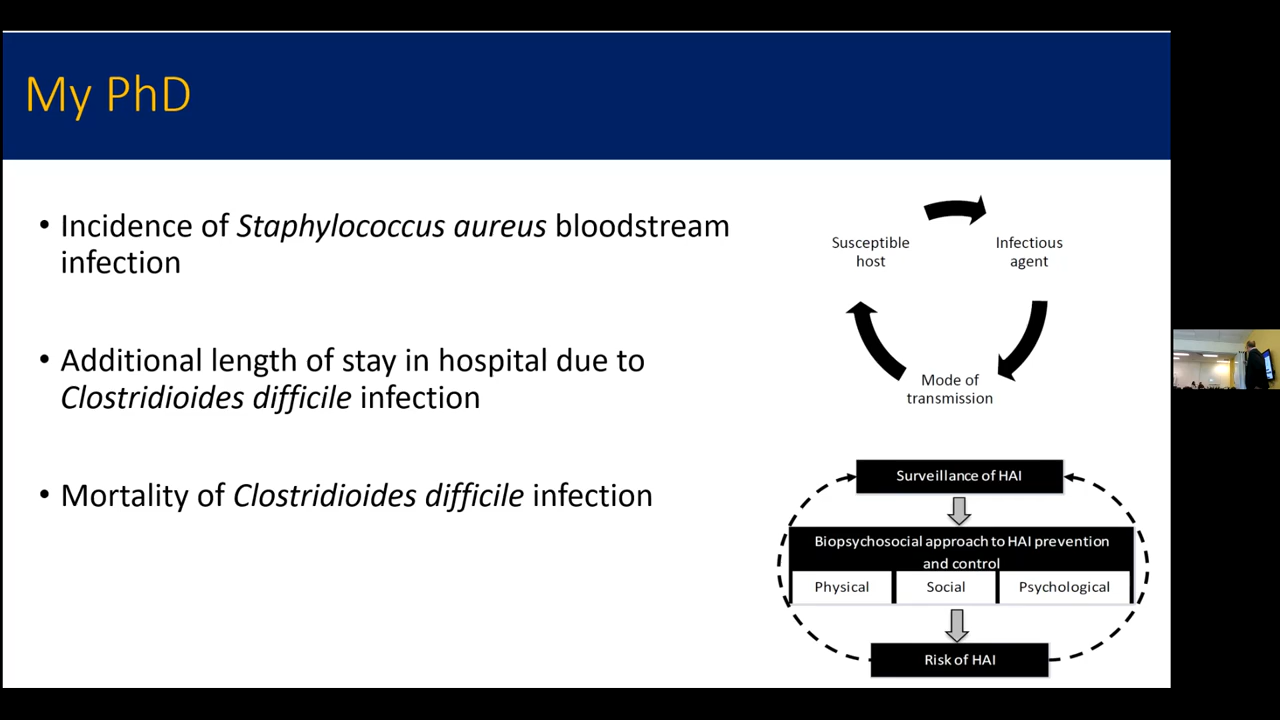 My PhD
• Incidence of Staphylococcus aureus bloodstream
infection
• Additional length of stay in hospital due to
Clostridioides difficile infection
• Mortality of Clostridioides difficile infection
Susceptible
host
Infectious
agent
Mode of
transmission
Surveillance of HAI
Biopsychosocial approach to HAI prevention
and control
Physical
Social
Psychological
Risk of HAI